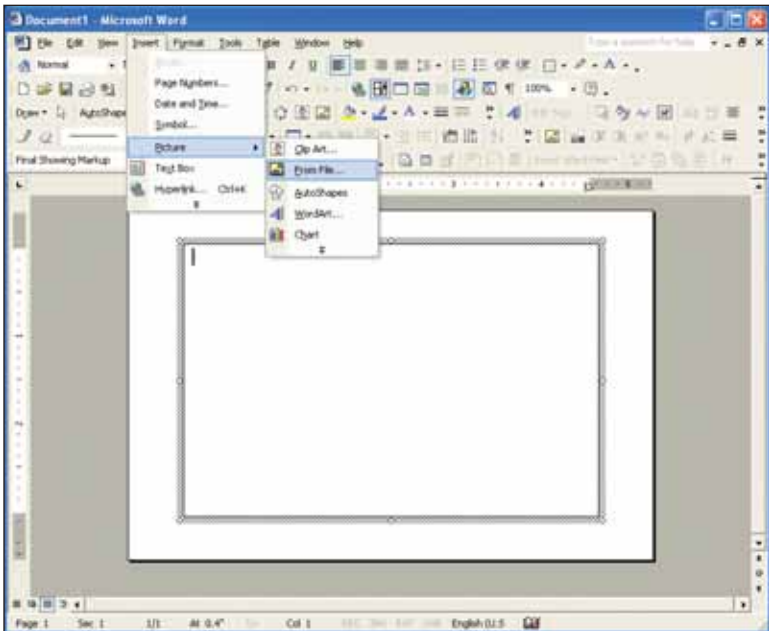 Document1 - Microsoft Word
File Edit View Insert Format Tools Table Window Help
Normal
Page Numbers...
Date and Time...
Symbol...
Picture
Text Box
Hyperlink... Ctrl+K
Clip Art...
From File...
AutoShapes
WordArt...
Chart
100%
Draw AutoShape
Final Showing Markup
Page 1 Sec 1 1/1 At 0.4" Col 1 English (U.S